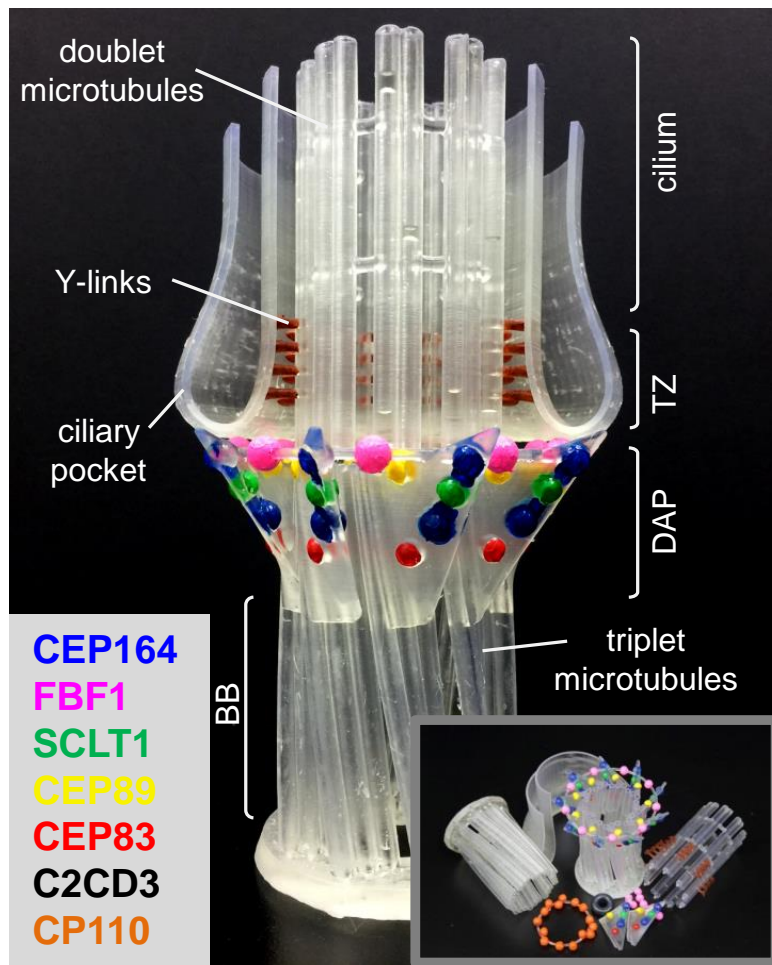 doublet
microtubules
cilium
Y-links
TZ
ciliary
pocket
DAP
triplet
microtubules
BB
CEP164
FBF1
SCLT1
CEP89
CEP83
C2CD3
CP110